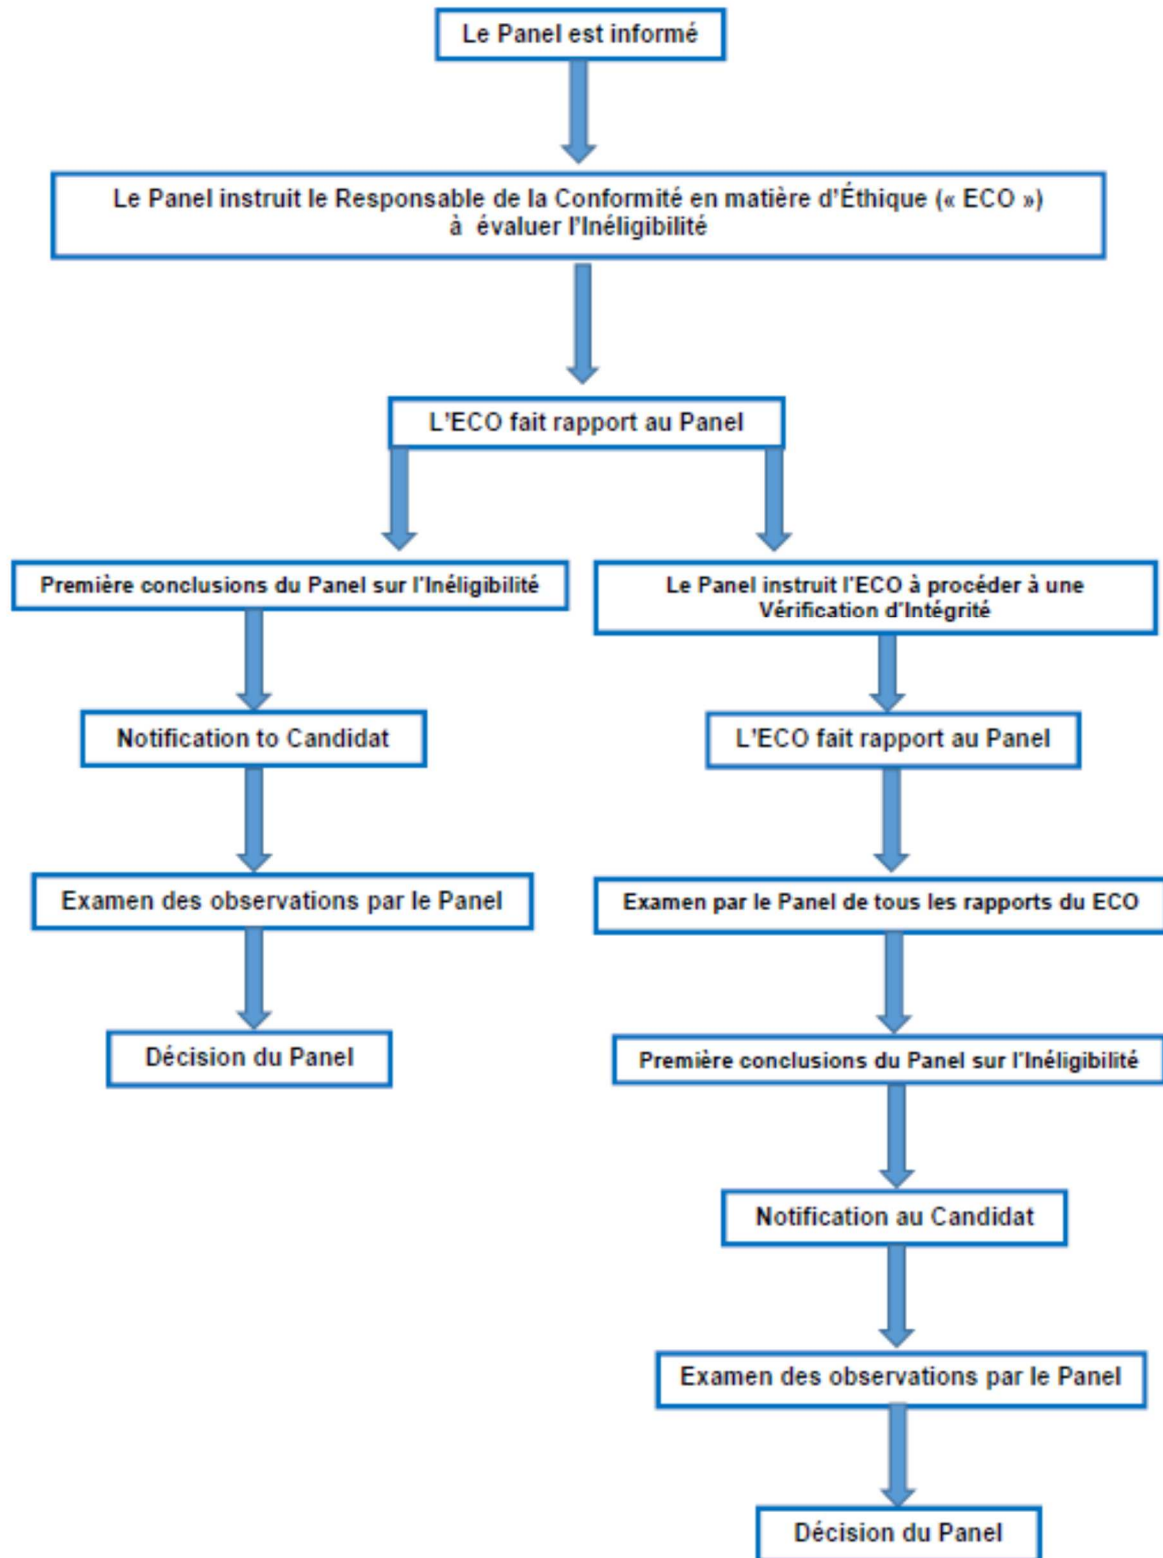 Le Panel est informé
Le Panel instruit le Responsable de la Conformité en matière d'Éthique (« ECO »)
à évaluer l'Inéligibilité
L'ECO fait rapport au Panel
Première conclusions du Panel sur l'Inéligibilité
Notification to Candidat
Examen des observations par le Panel
Décision du Panel
Le Panel instruit l'ECO à procéder à une
Vérification d'Intégrité
L'ECO fait rapport au Panel
Examen par le Panel de tous les rapports du ECO
Première conclusions du Panel sur l'Inéligibilité
Notification au Candidat
Examen des observations par le Panel
Décision du Panel